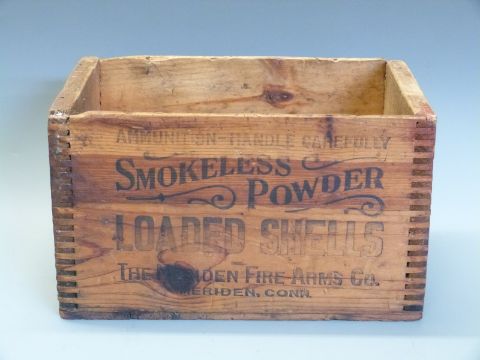 AMMUNITION-HANDLE CAREFULLY
SMOKELESS
POWDER
LOADED SHELLS
THE MERIDEN FIRE ARMS CO.
MERIDEN, CONN.